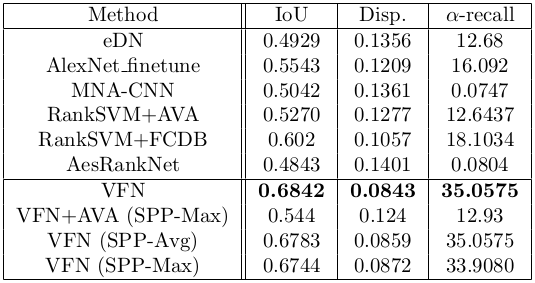 Method IoU Disp. α-recall
eDN 0.4929 0.1356 12.68
AlexNet_finetune 0.5543 0.1209 16.092
MNA-CNN 0.5042 0.1361 0.0747
RankSVM+AVA 0.5270 0.1277 12.6437
RankSVM+FCDB 0.602 0.1057 18.1034
AesRankNet 0.4843 0.1401 0.0804
VFN 0.6842 0.0843 35.0575
VFN+AVA (SPP-Max) 0.544 0.124 12.93
VFN (SPP-Avg) 0.6783 0.0859 35.0575
VFN (SPP-Max) 0.6744 0.0872 33.9080